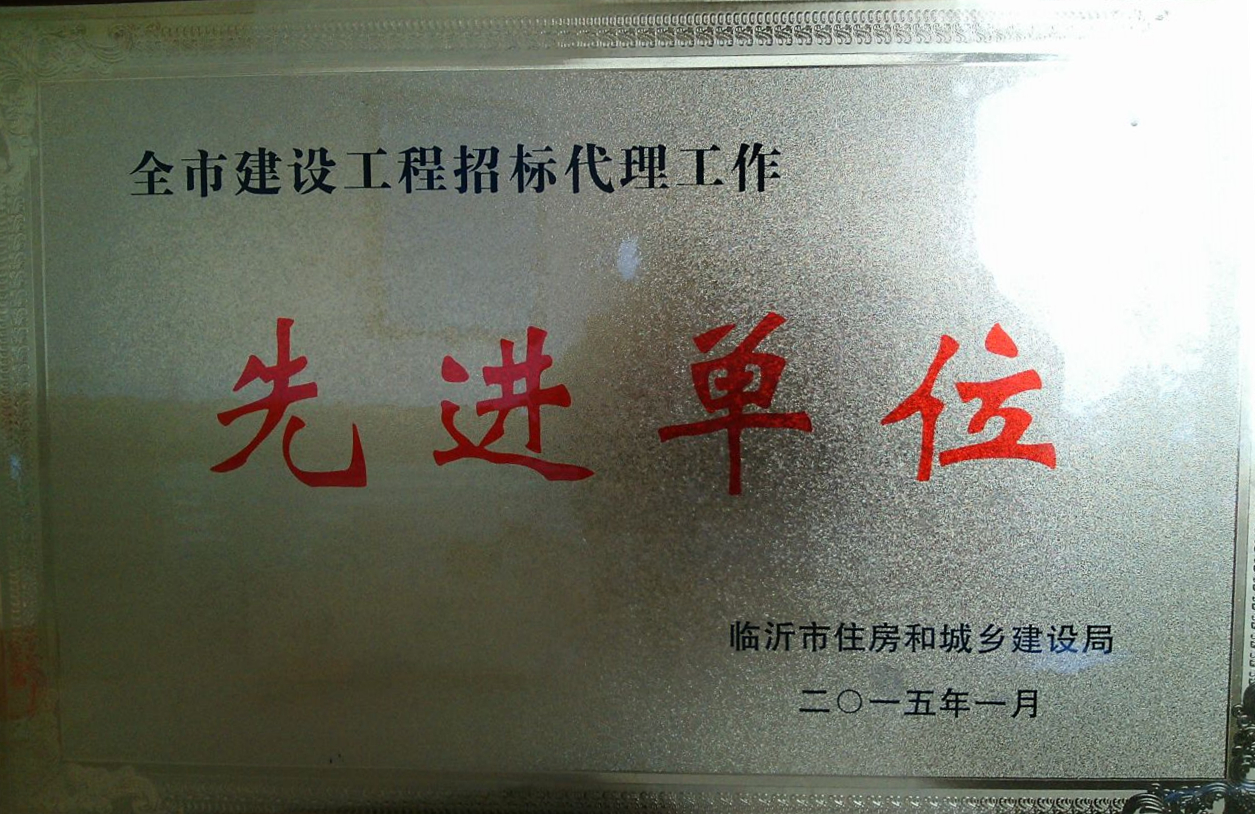 全市建设工程招标代理工作
先进单位
临沂市住房和城乡建设局
二〇一五年一月